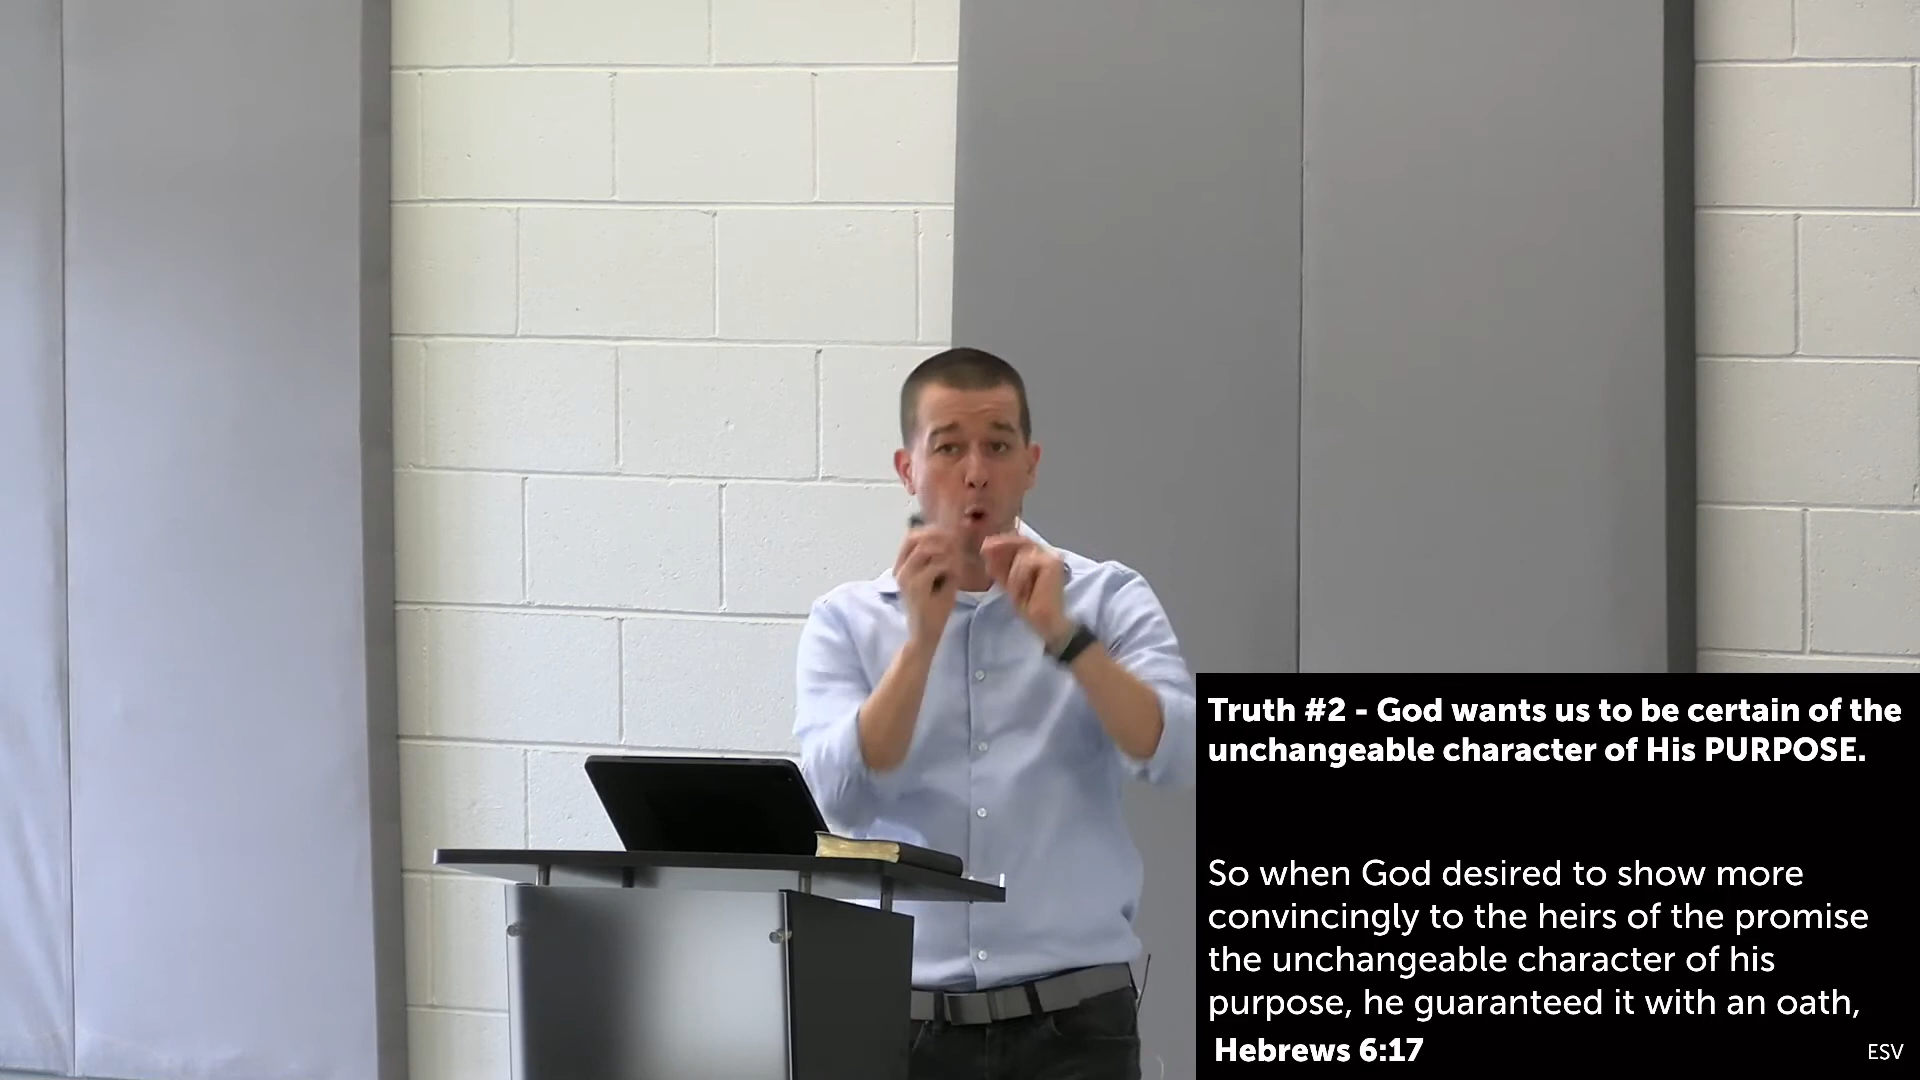 Truth #2 - God wants us to be certain of the
unchangeable character of His PURPOSE.
So when God desired to show more
convincingly to the heirs of the promise
the unchangeable character of his
purpose, he guaranteed it with an oath,
Hebrews 6:17
ESV